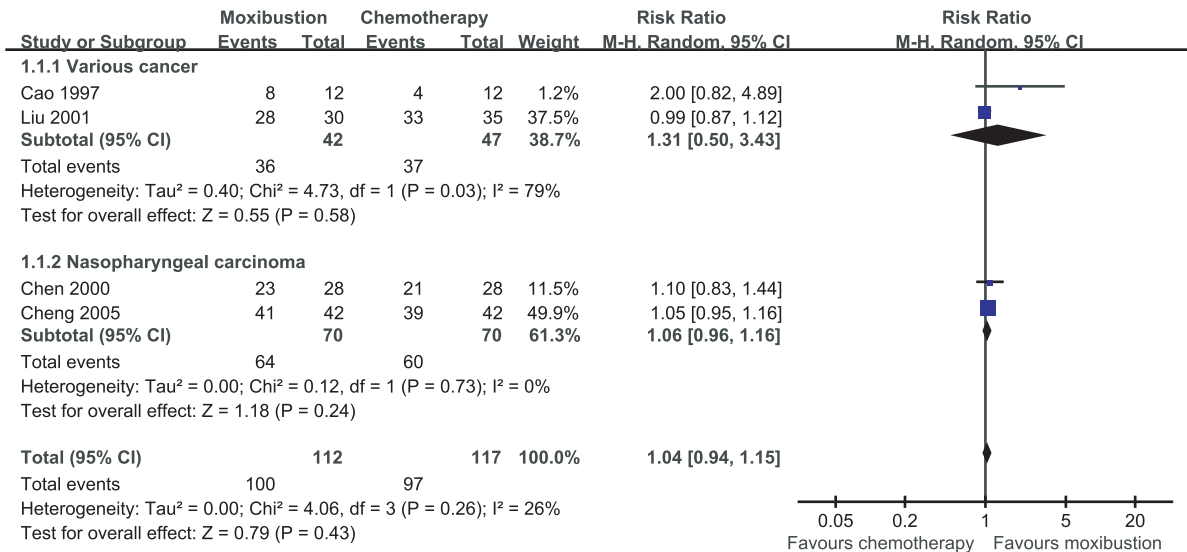 Moxibustion Chemotherapy Risk Ratio Risk Ratio
Study or Subgroup Events Total Events Total Weight M-H. Random. 95% CI M-H. Random. 95% CI
1.1.1 Various cancer
Cao 1997 8 12 4 12 1.2% 2.00 [0.82, 4.89]
Liu 2001 28 30 33 35 37.5% 0.99 [0.87, 1.12]
Subtotal (95% CI) 42 47 38.7% 1.31 [0.50, 3.43]
Total events 36 37
Heterogeneity: Tau² = 0.40; Chi² = 4.73, df = 1 (P = 0.03); I² = 79%
Test for overall effect: Z = 0.55 (P = 0.58)
1.1.2 Nasopharyngeal carcinoma
Chen 2000 23 28 21 28 11.5% 1.10 [0.83, 1.44]
Cheng 2005 41 42 39 42 49.9% 1.05 [0.95, 1.16]
Subtotal (95% CI) 70 70 61.3% 1.06 [0.96, 1.16]
Total events 64 60
Heterogeneity: Tau² = 0.00; Chi² = 0.12, df = 1 (P = 0.73); I² = 0%
Test for overall effect: Z = 1.18 (P = 0.24)
Total (95% CI) 112 117 100.0% 1.04 [0.94, 1.15]
Total events 100 97
Heterogeneity: Tau² = 0.00; Chi² = 4.06, df = 3 (P = 0.26); I² = 26%
Test for overall effect: Z = 0.79 (P = 0.43)
0.05 0.2 1 5 20
Favours chemotherapy Favours moxibustion